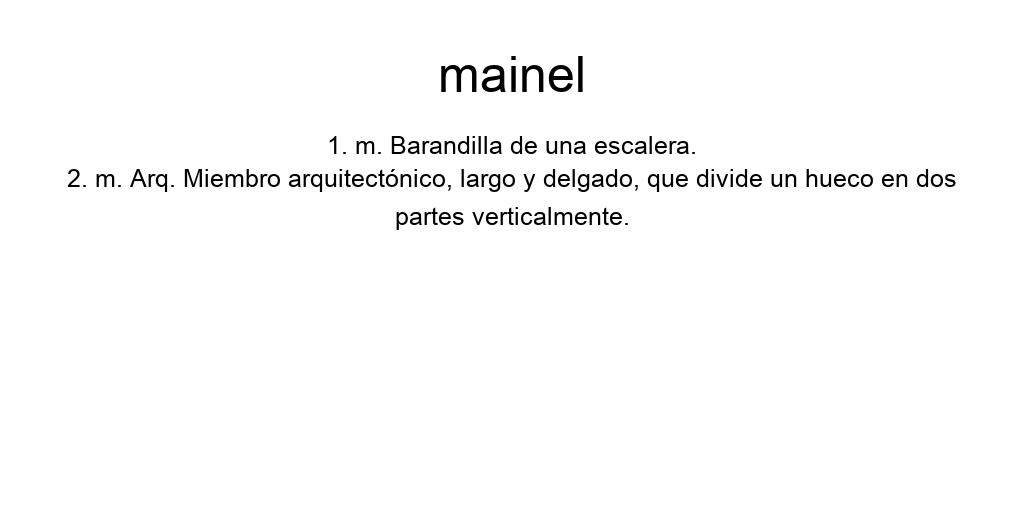 mainel
1. m. Barandilla de una escalera.
2. m. Arq. Miembro arquitectónico, largo y delgado, que divide un hueco en dos
partes verticalmente.